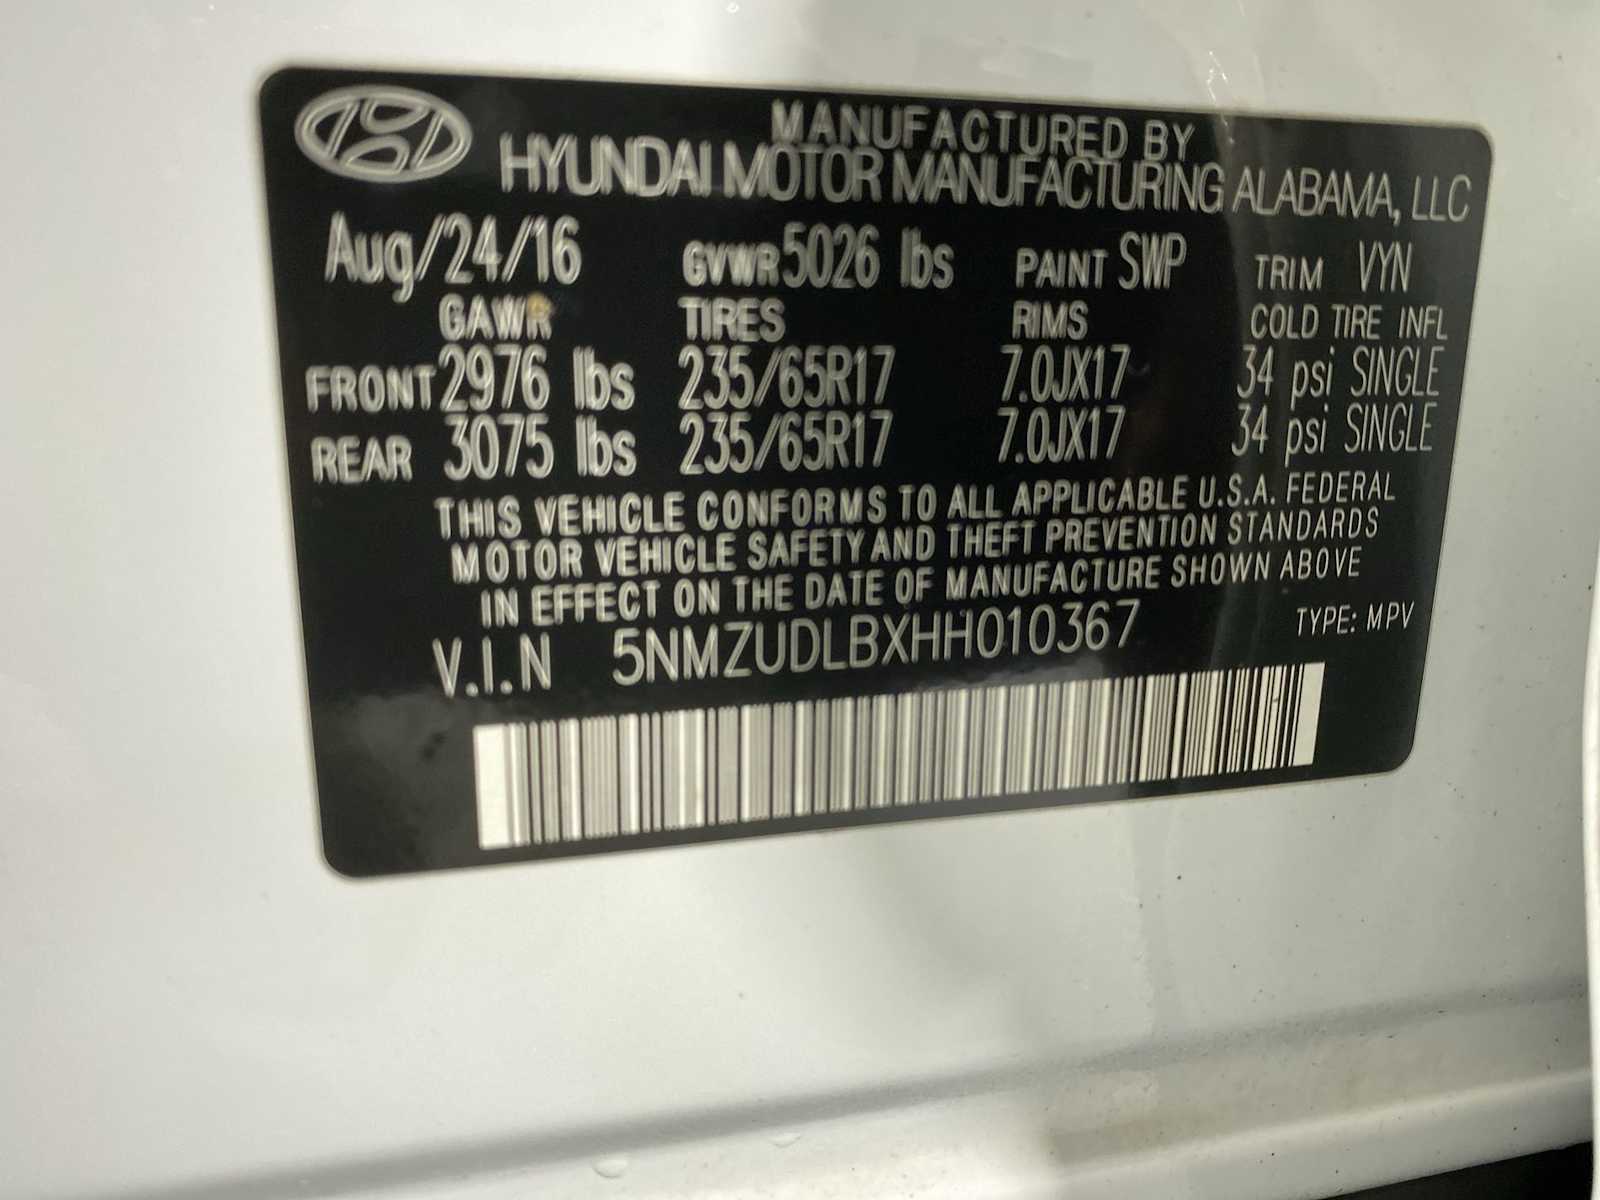 MANUFACTURED BY
HYUNDAI MOTOR MANUFACTURING ALABAMA, LLC
Aug/24/16 GVWR 5026 lbs PAINT SWP TRIM VYN
GAWR TIRES RIMS COLD TIRE INFL
FRONT 2976 lbs 235/65R17 7.0JX17 34 psi SINGLE
REAR 3075 lbs 235/65R17 7.0JX17 34 psi SINGLE
THIS VEHICLE CONFORMS TO ALL APPLICABLE U.S.A. FEDERAL
MOTOR VEHICLE SAFETY AND THEFT PREVENTION STANDARDS
IN EFFECT ON THE DATE OF MANUFACTURE SHOWN ABOVE
V.I.N 5NMZUDLBXHH010367 TYPE: MPV